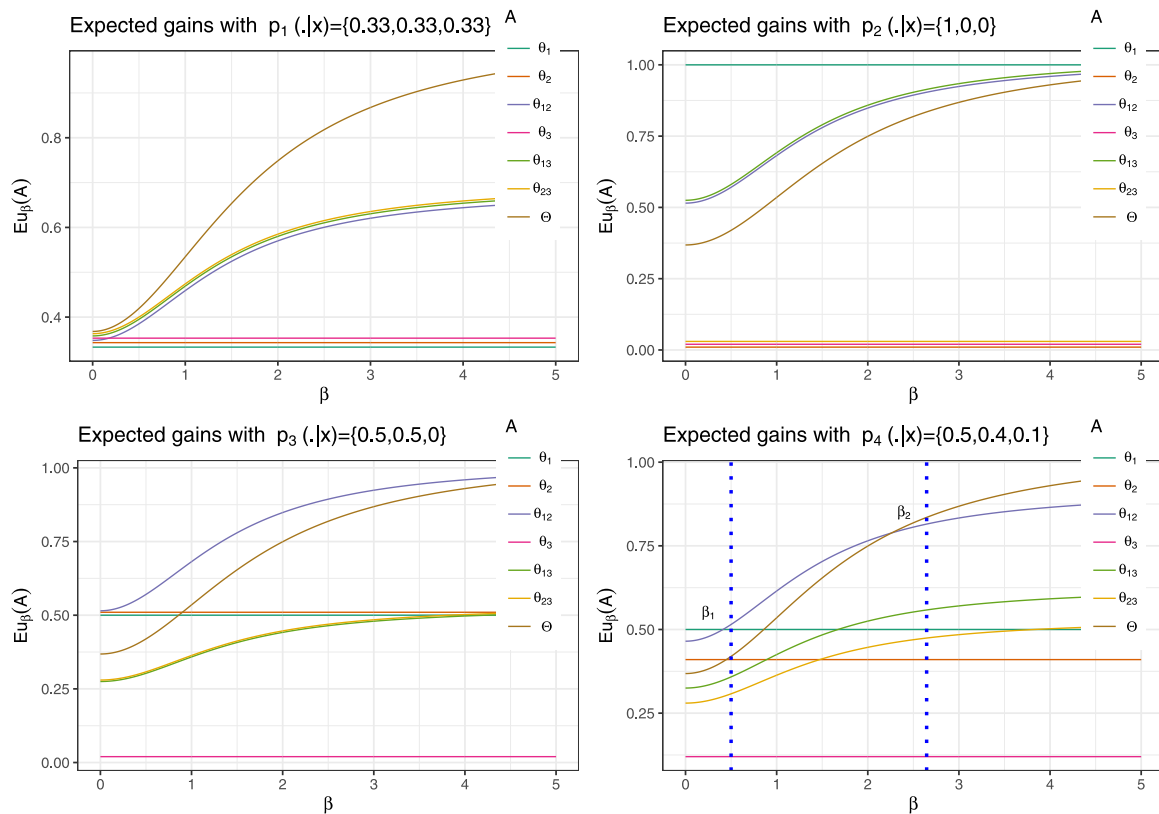 Expected gains with p₁ (.|x)={0.33,0.33,0.33}
A
θ₁
θ₂
θ₁₂
θ₃
θ₁₃
θ₂₃
Θ
Euᵦ(A)
0.8
0.6
0.4
0 1 2 3 4 5
β
Expected gains with p₂ (.|x)={1,0,0}
A
θ₁
θ₂
θ₁₂
θ₃
θ₁₃
θ₂₃
Θ
Euᵦ(A)
1.00
0.75
0.50
0.25
0.00
0 1 2 3 4 5
β
Expected gains with p₃ (.|x)={0.5,0.5,0}
A
θ₁
θ₂
θ₁₂
θ₃
θ₁₃
θ₂₃
Θ
Euᵦ(A)
1.00
0.75
0.50
0.25
0.00
0 1 2 3 4 5
β
Expected gains with p₄ (.|x)={0.5,0.4,0.1}
A
θ₁
θ₂
θ₁₂
θ₃
θ₁₃
θ₂₃
Θ
Euᵦ(A)
1.00
0.75
0.50
0.25
β₂
β₁
0 1 2 3 4 5
β